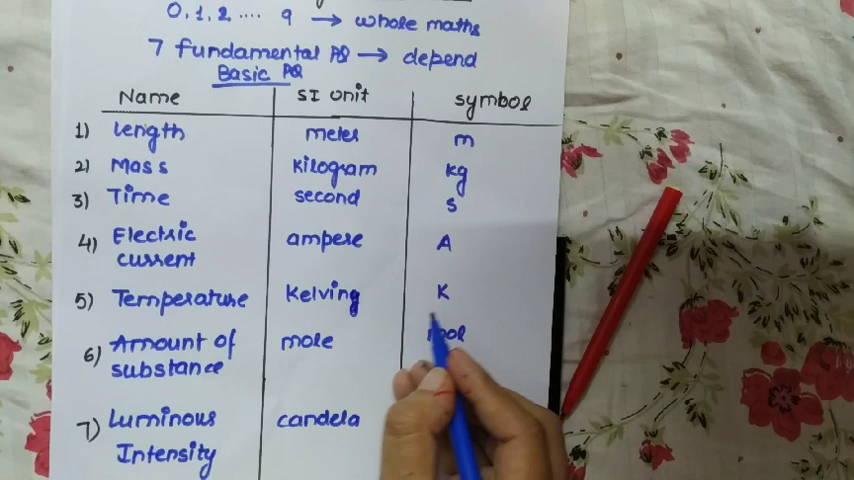 0, 1, 2 .... 9 → whole maths
7 fundamental PQ → depend
Basic PQ
Name SI unit symbol
1) Length meter m
2) Mass kilogram kg
3) Time second s
4) Electric current ampere A
5) Temperature Kelving K
6) Amount of substance mole mol
7) Luminous Intensity candela